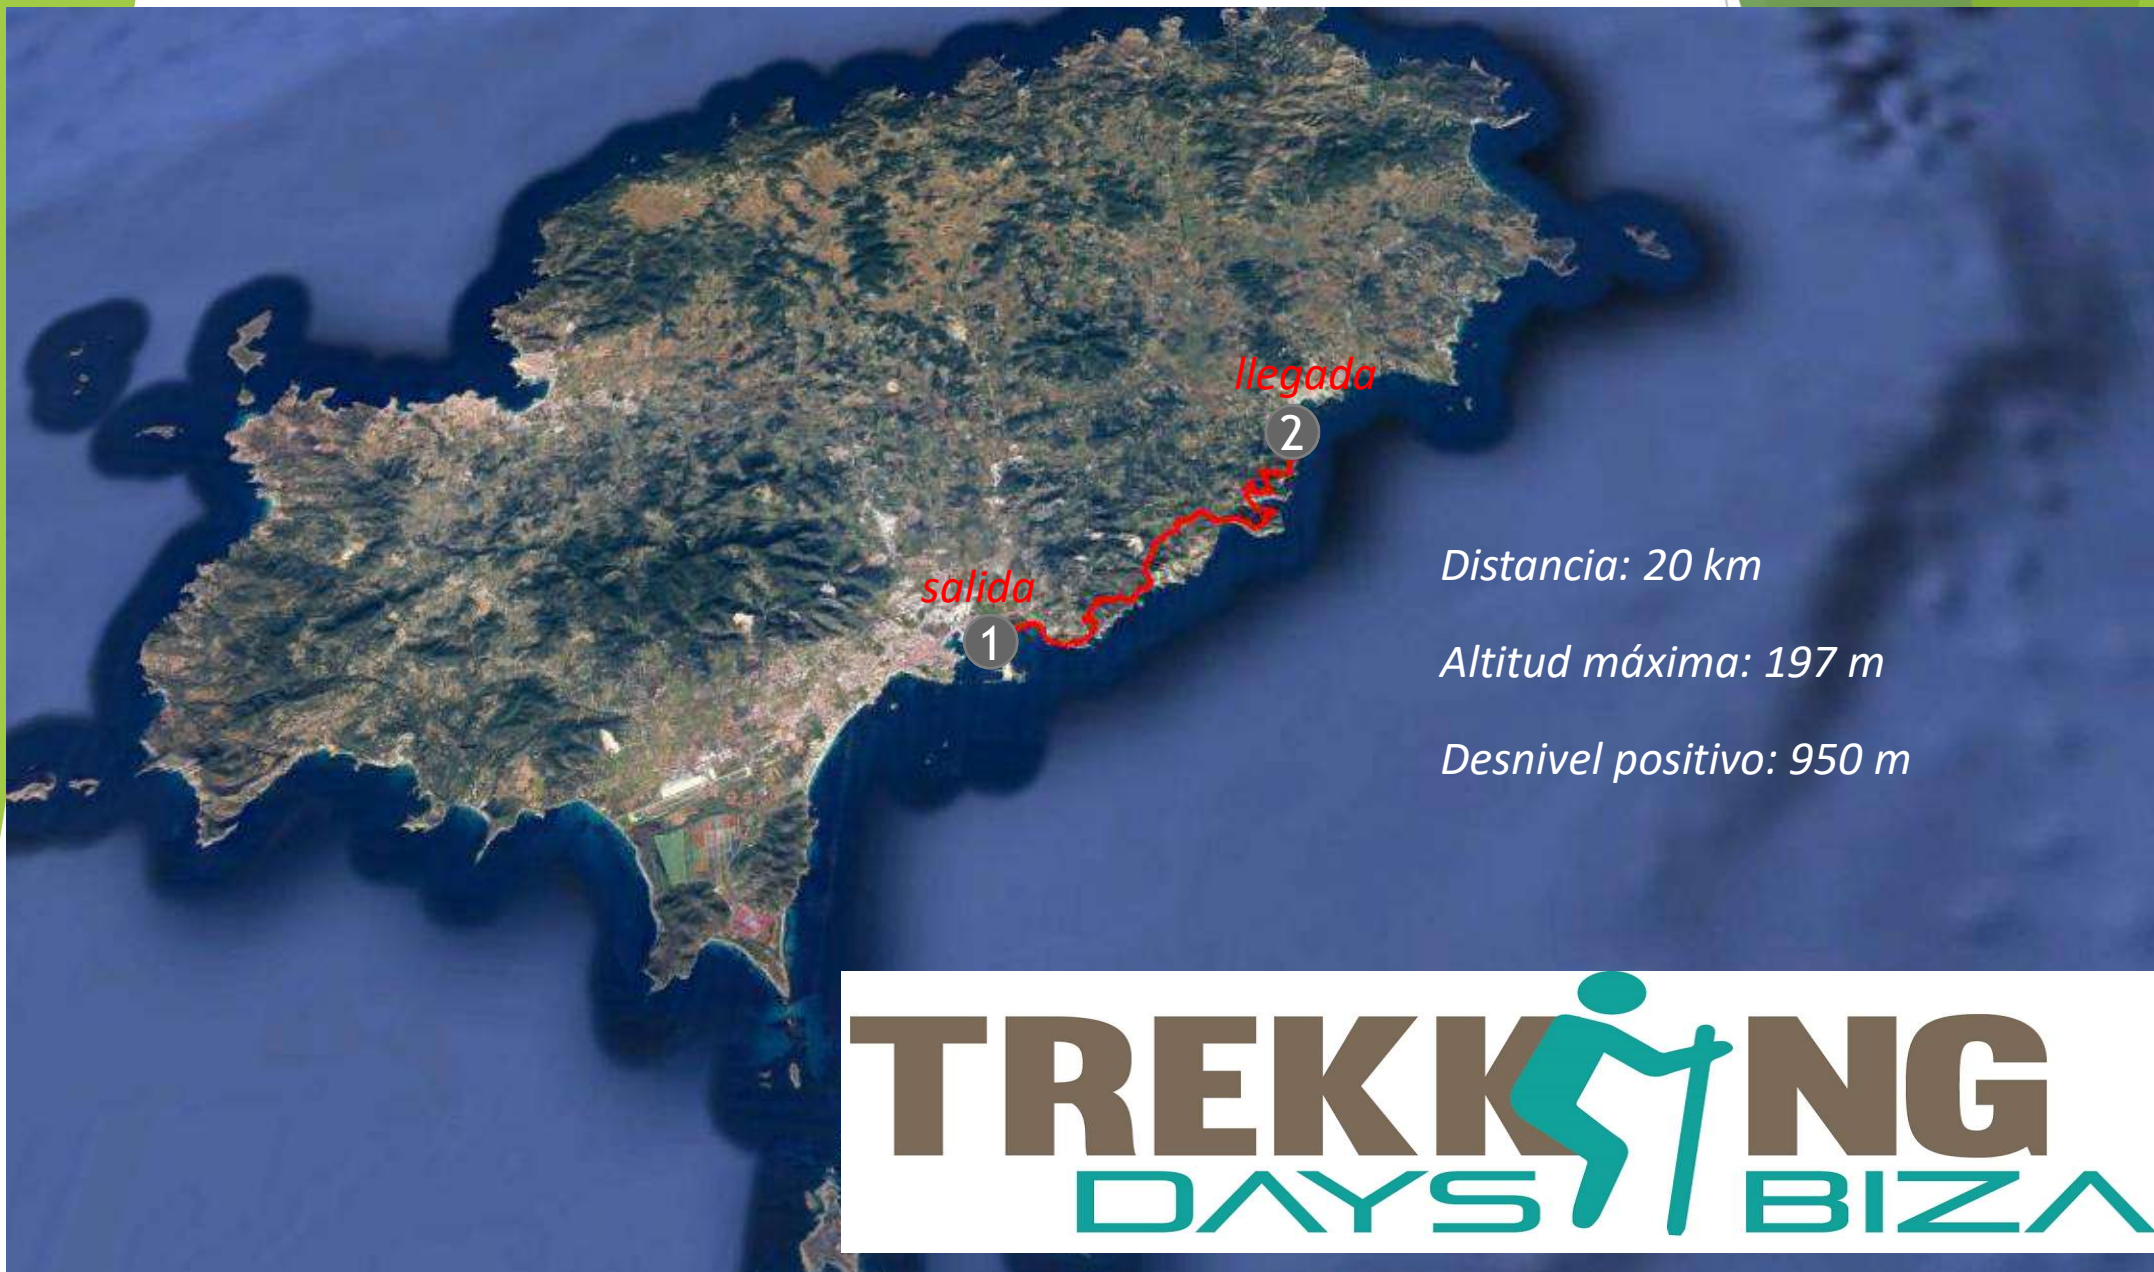 llegada
2
salida
1
Distancia: 20 km
Altitud máxima: 197 m
Desnivel positivo: 950 m
TREKKING
DAYS IBIZA